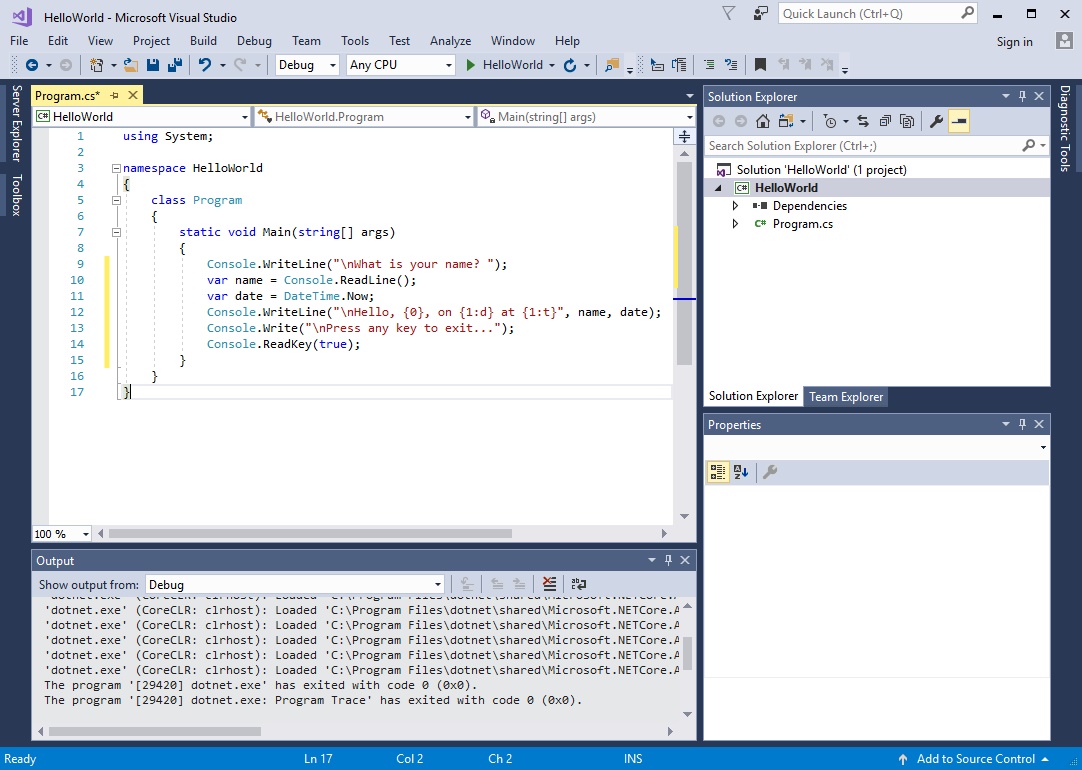 HelloWorld - Microsoft Visual Studio
Quick Launch (Ctrl+Q)
File Edit View Project Build Debug Team Tools Test Analyze Window Help
Sign in
Debug Any CPU HelloWorld
Server Explorer
Toolbox
Program.cs*
C# HelloWorld HelloWorld.Program Main(string[] args)
1 using System;
2
3 namespace HelloWorld
4 {
5 class Program
6 {
7 static void Main(string[] args)
8 {
9 Console.WriteLine("\nWhat is your name? ");
10 var name = Console.ReadLine();
11 var date = DateTime.Now;
12 Console.WriteLine("\nHello, {0}, on {1:d} at {1:t}", name, date);
13 Console.Write("\nPress any key to exit...");
14 Console.ReadKey(true);
15 }
16 }
17 }
100 %
Output
Show output from: Debug
'dotnet.exe' (CoreCLR: clrhost): Loaded 'C:\Program Files\dotnet\shared\Microsoft.NETCore.A
'dotnet.exe' (CoreCLR: clrhost): Loaded 'C:\Program Files\dotnet\shared\Microsoft.NETCore.A
'dotnet.exe' (CoreCLR: clrhost): Loaded 'C:\Program Files\dotnet\shared\Microsoft.NETCore.A
'dotnet.exe' (CoreCLR: clrhost): Loaded 'C:\Program Files\dotnet\shared\Microsoft.NETCore.A
'dotnet.exe' (CoreCLR: clrhost): Loaded 'C:\Program Files\dotnet\shared\Microsoft.NETCore.A
The program '[29420] dotnet.exe' has exited with code 0 (0x0).
The program '[29420] dotnet.exe: Program Trace' has exited with code 0 (0x0).
Solution Explorer
Search Solution Explorer (Ctrl+;)
Solution 'HelloWorld' (1 project)
C# HelloWorld
Dependencies
C# Program.cs
Solution Explorer Team Explorer
Properties
Diagnostic Tools
Ready Ln 17 Col 2 Ch 2 INS Add to Source Control